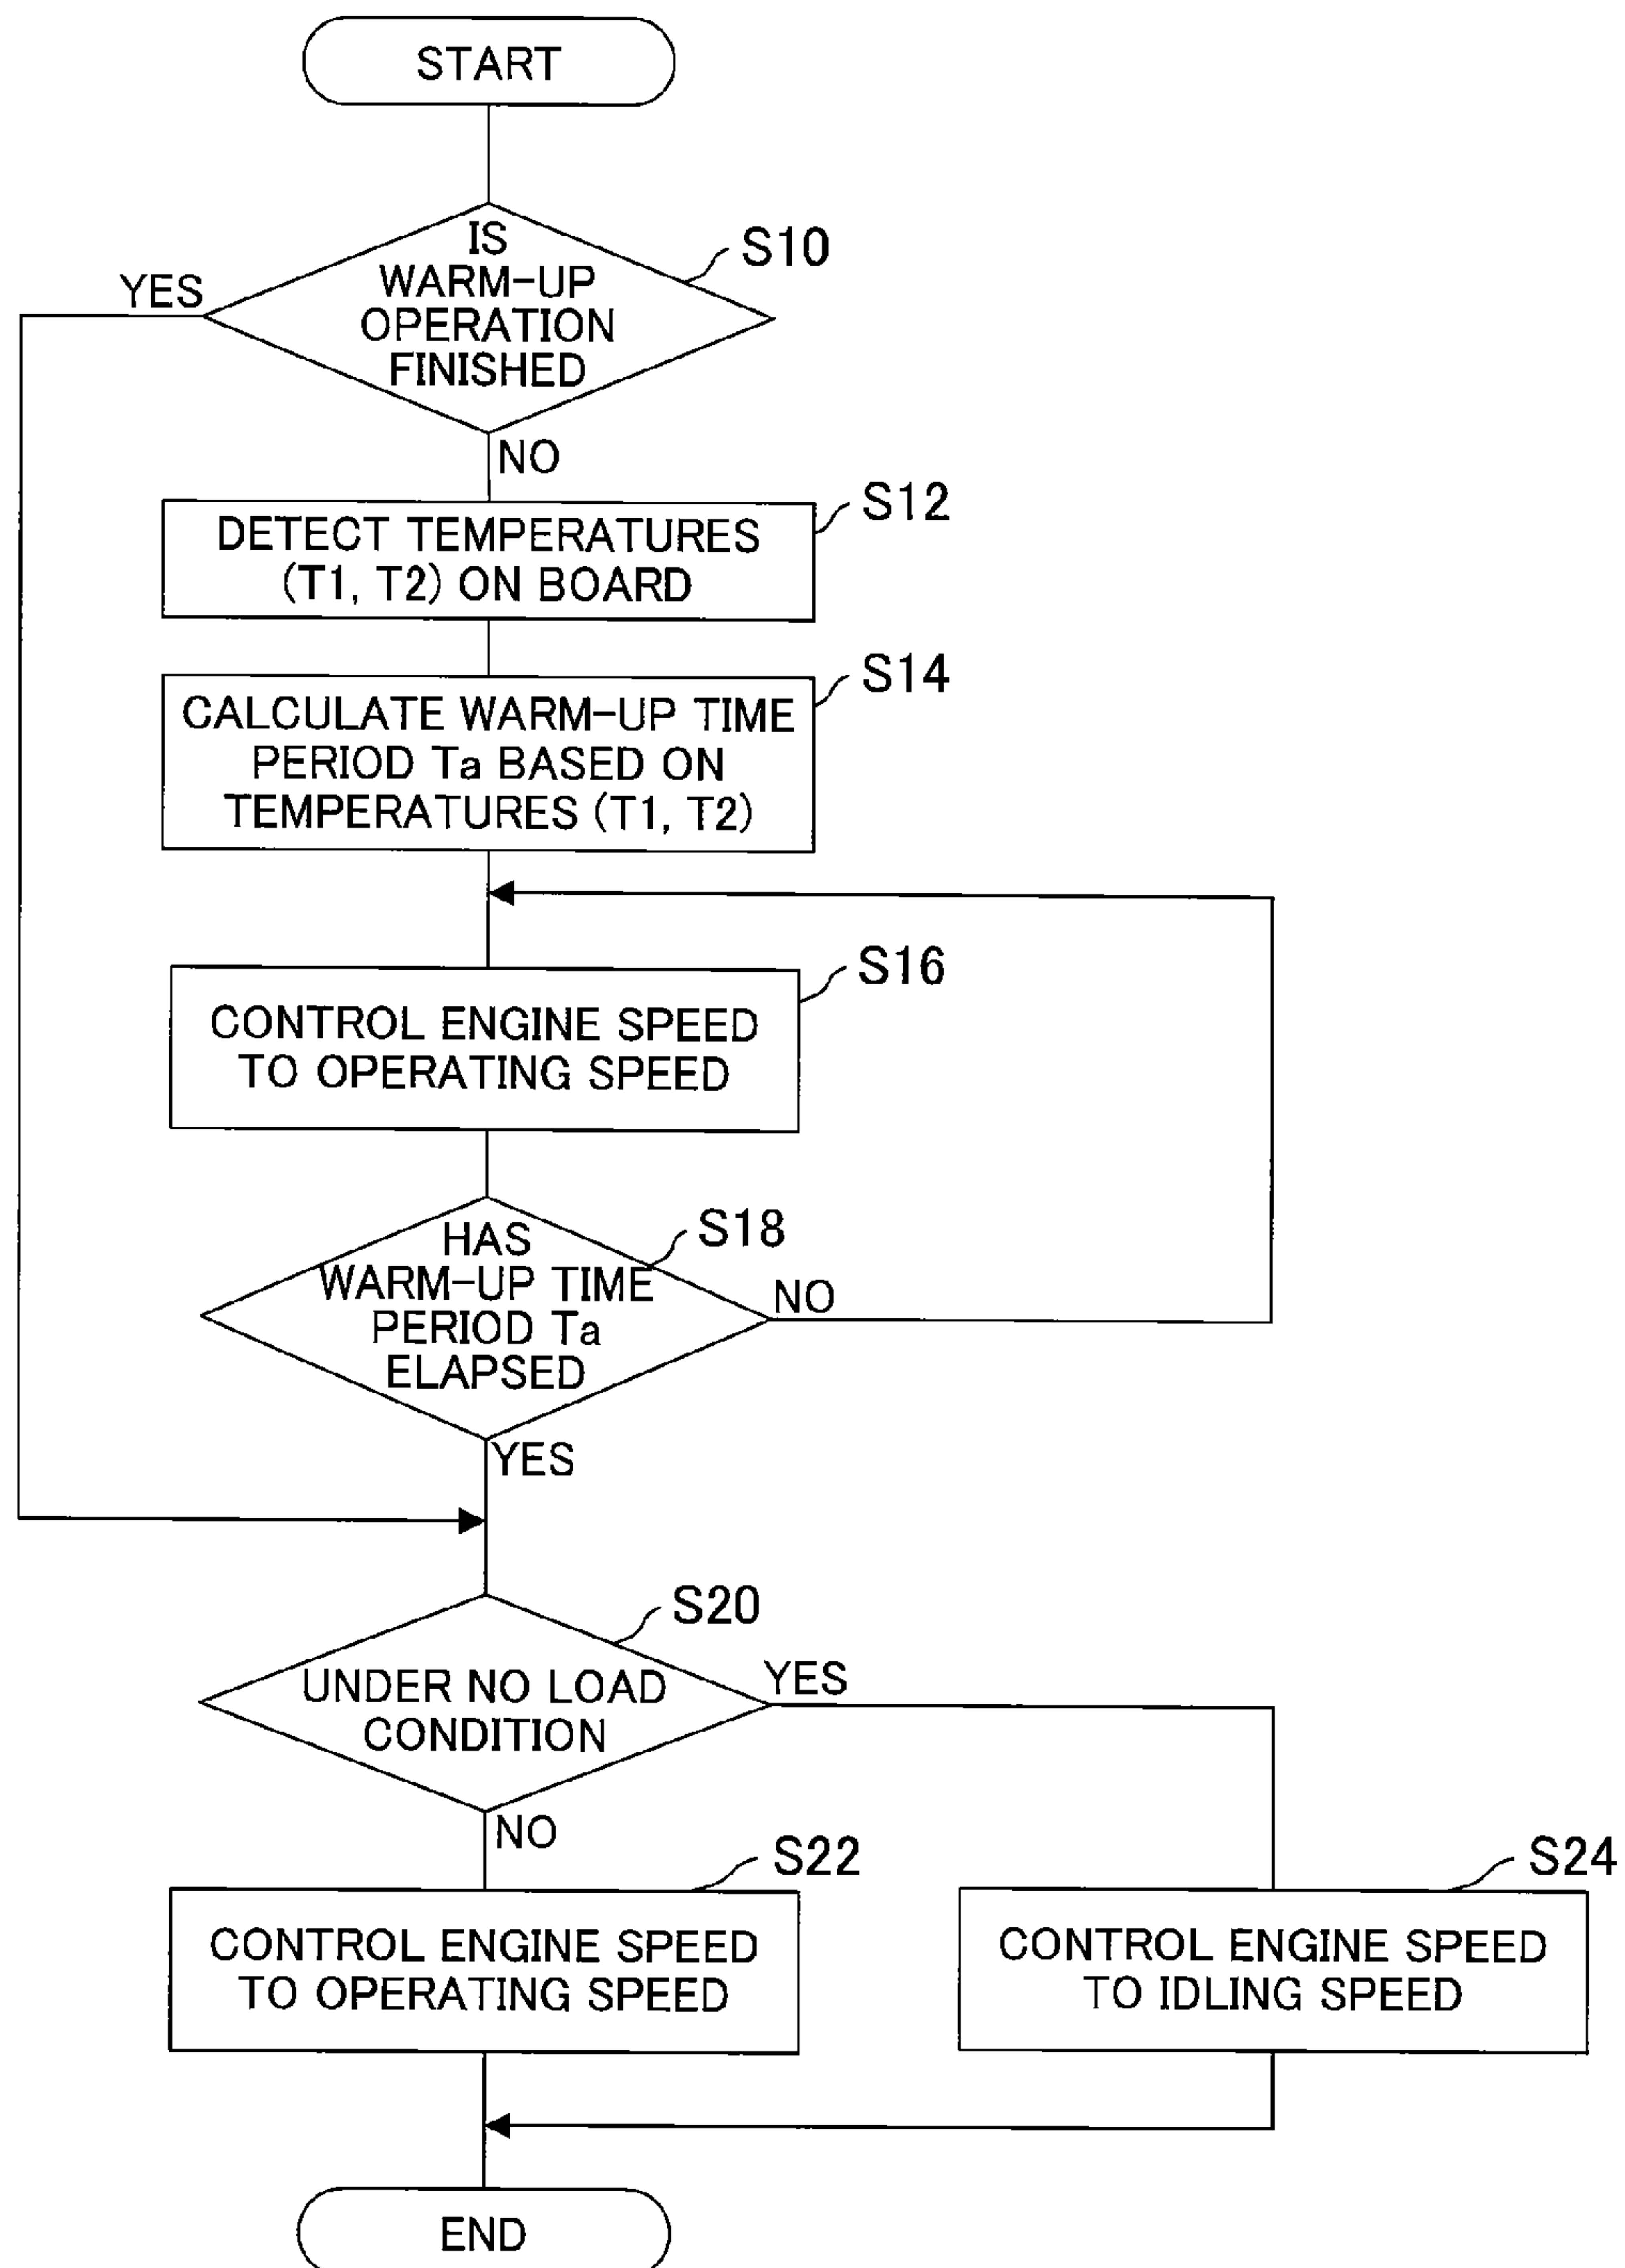 START
IS
WARM-UP
OPERATION
FINISHED
S10
YES
NO
DETECT TEMPERATURES
(T1, T2) ON BOARD
S12
CALCULATE WARM-UP TIME
PERIOD Ta BASED ON
TEMPERATURES (T1, T2)
S14
CONTROL ENGINE SPEED
TO OPERATING SPEED
S16
HAS
WARM-UP TIME
PERIOD Ta
ELAPSED
S18
NO
YES
UNDER NO LOAD
CONDITION
S20
YES
NO
CONTROL ENGINE SPEED
TO OPERATING SPEED
S22
CONTROL ENGINE SPEED
TO IDLING SPEED
S24
END